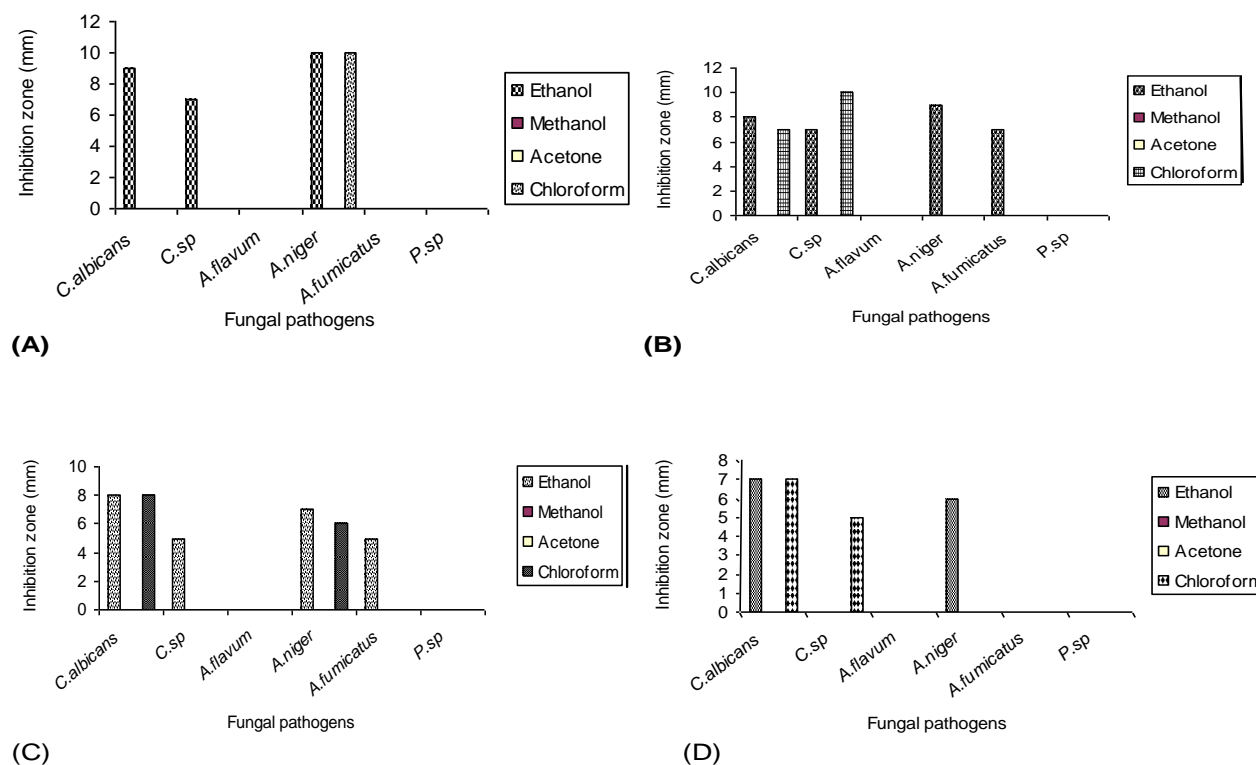 Inhibition zone (mm)
12
10
8
6
4
2
0
C.albicans
C.sp
A.flavum
A.niger
A.fumicatus
P.sp
Fungal pathogens
Ethanol
Methanol
Acetone
Chloroform
(A)
Inhibition zone (mm)
12
10
8
6
4
2
0
C.albicans
C.sp
A.flavum
A.niger
A.fumicatus
P.sp
Fungal pathogens
Ethanol
Methanol
Acetone
Chloroform
(B)
Inhibition zone (mm)
10
8
6
4
2
0
C.albicans
C.sp
A.flavum
A.niger
A.fumicatus
P.sp
Fungal pathogens
Ethanol
Methanol
Acetone
Chloroform
(C)
Inhibition zone (mm)
8
7
6
5
4
3
2
1
0
C.albicans
C.sp
A.flavum
A.niger
A.fumicatus
P.sp
Fungal pathogens
Ethanol
Methanol
Acetone
Chloroform
(D)